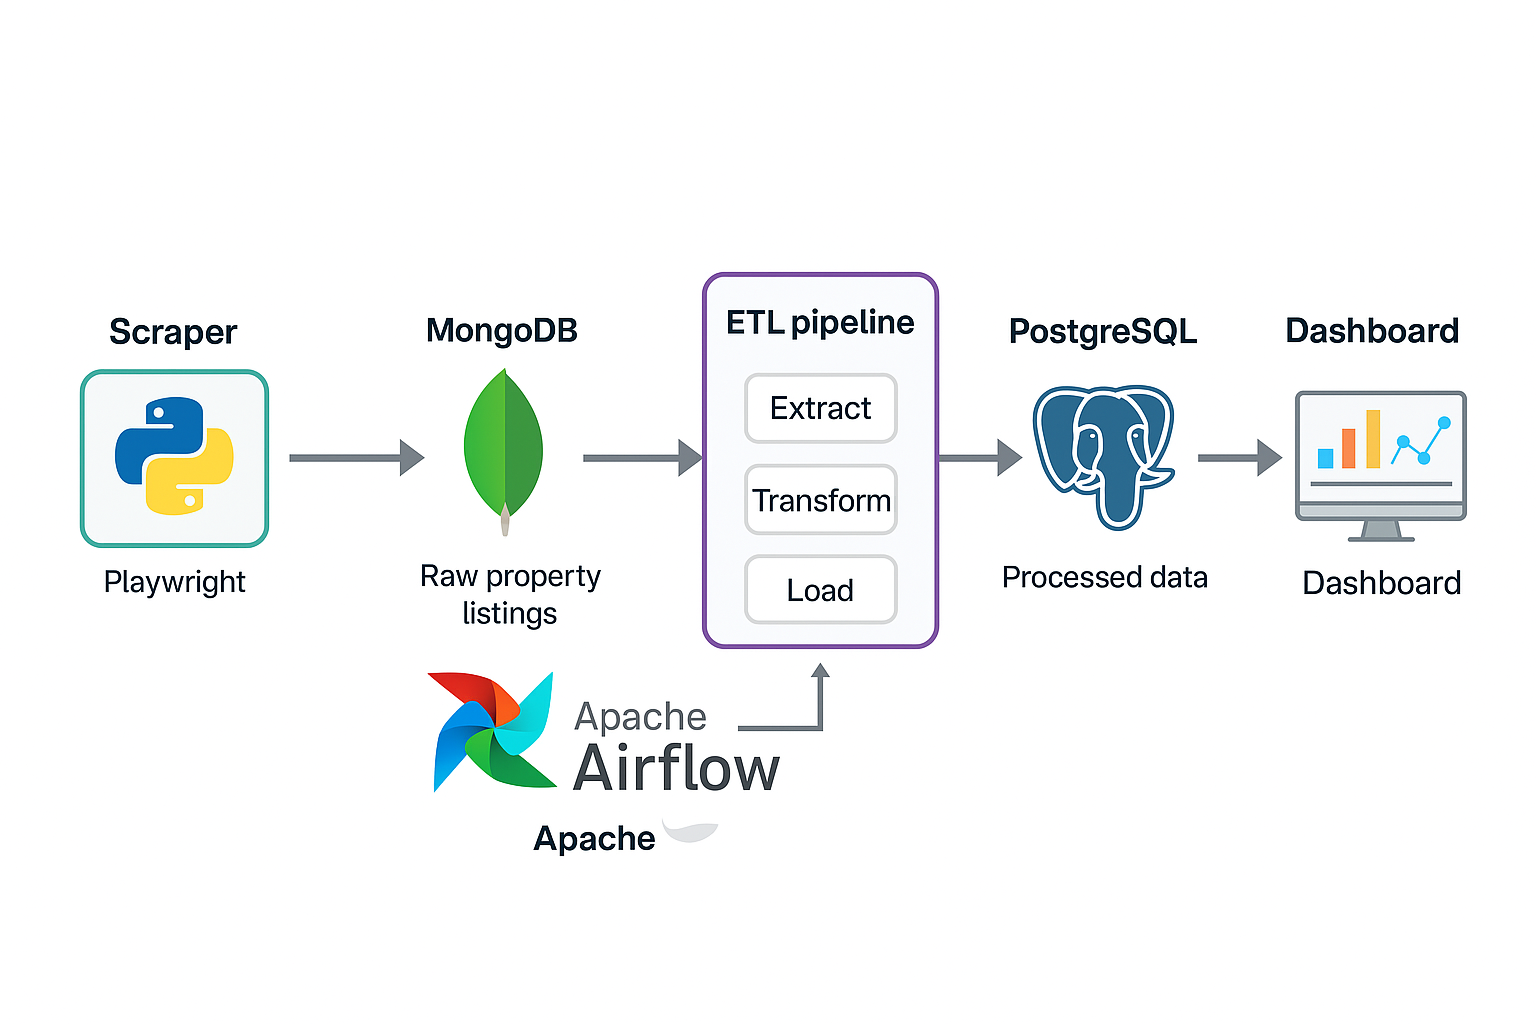 Scraper
Playwright
MongoDB
Raw property
listings
ETL pipeline
Extract
Transform
Load
PostgreSQL
Processed data
Dashboard
Dashboard
Apache
Airflow
Apache